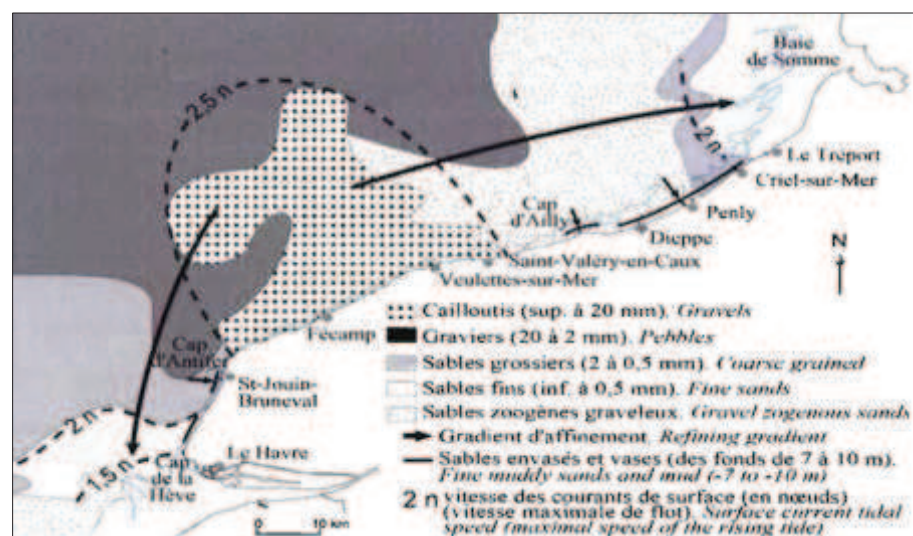 Baie
de Somme
2,5 n
2 n
Le Tréport
Criel-sur-Mer
Cap
d'Ailly
Penly
Dieppe
N
Saint-Valéry-en-Caux
Veulettes-sur-Mer
Fécamp
Cap
d'Antifer
St-Jouin-
Bruneval
2 n
1,5 n
Le Havre
Cap
de la
Hève
0 10 km
Cailloutis (sup. à 20 mm). Gravels
Graviers (20 à 2 mm). Pebbles
Sables grossiers (2 à 0,5 mm). Coarse grained
Sables fins (inf. à 0,5 mm). Fine sands
Sables zoogènes graveleux. Gravel zogenous sands
Gradient d'affinement. Refining gradient
Sables envasés et vases (des fonds de 7 à 10 m).
Fine muddy sands and mud (-7 to -10 m)
2 n vitesse des courants de surface (en nœuds)
(vitesse maximale de flot). Surface current tidal
speed (maximal speed of the rising tide)